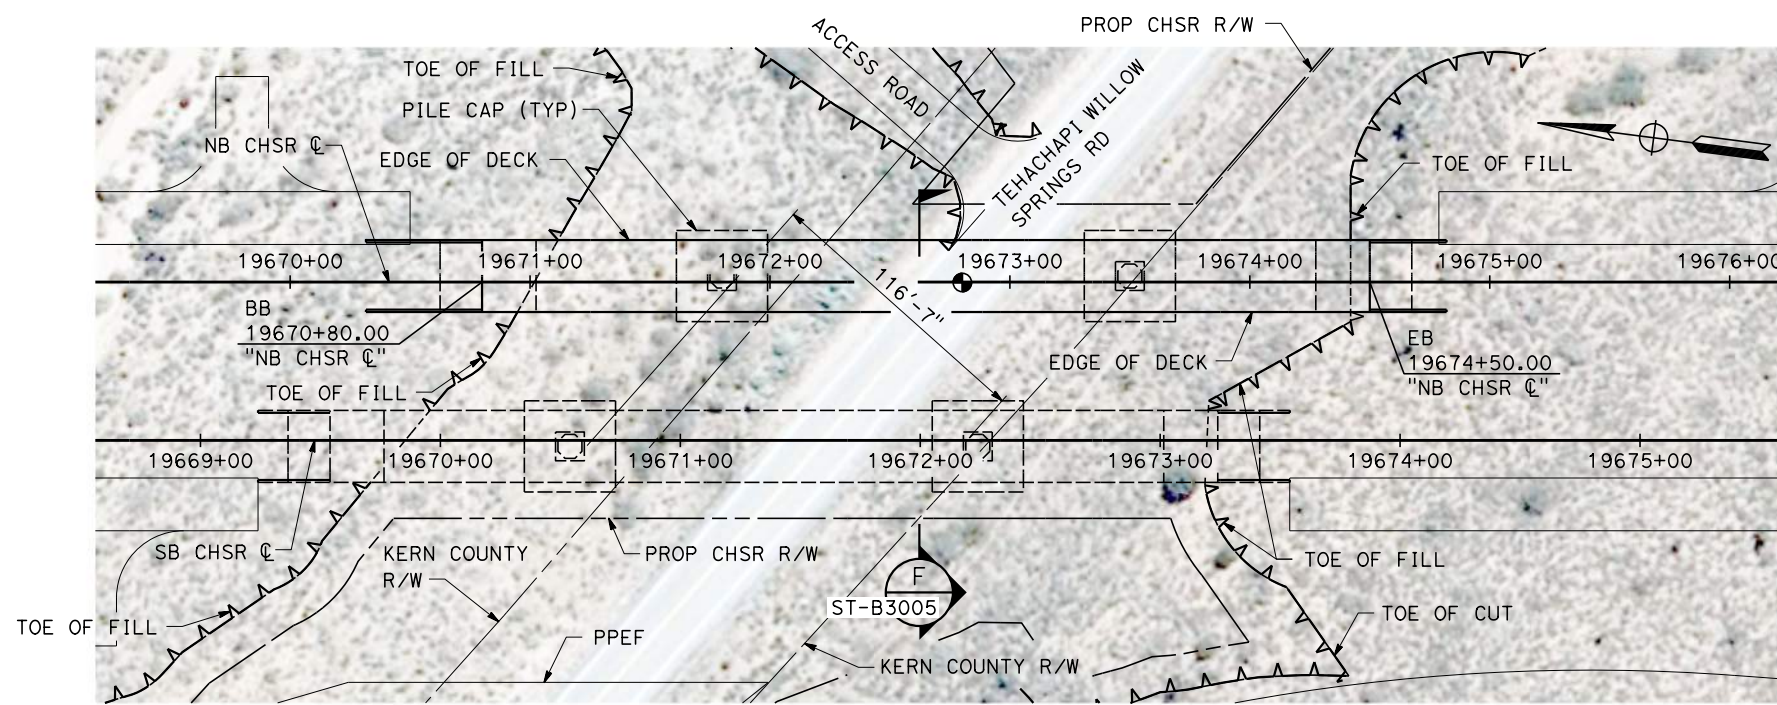 PROP CHSR R/W
ACCESS ROAD
TOE OF FILL
PILE CAP (TYP)
NB CHSR ℄
EDGE OF DECK
TEHACHAPI WILLOW
SPRINGS RD
TOE OF FILL
19670+00
19671+00
19672+00
19673+00
19674+00
19675+00
19676+00
116'-7"
BB
19670+80.00
"NB CHSR ℄"
EDGE OF DECK
EB
19674+50.00
"NB CHSR ℄"
TOE OF FILL
19669+00
19670+00
19671+00
19672+00
19673+00
19674+00
19675+00
SB CHSR ℄
KERN COUNTY
R/W
PROP CHSR R/W
TOE OF FILL
F
ST-B3005
TOE OF FILL
PPEF
TOE OF CUT
KERN COUNTY R/W